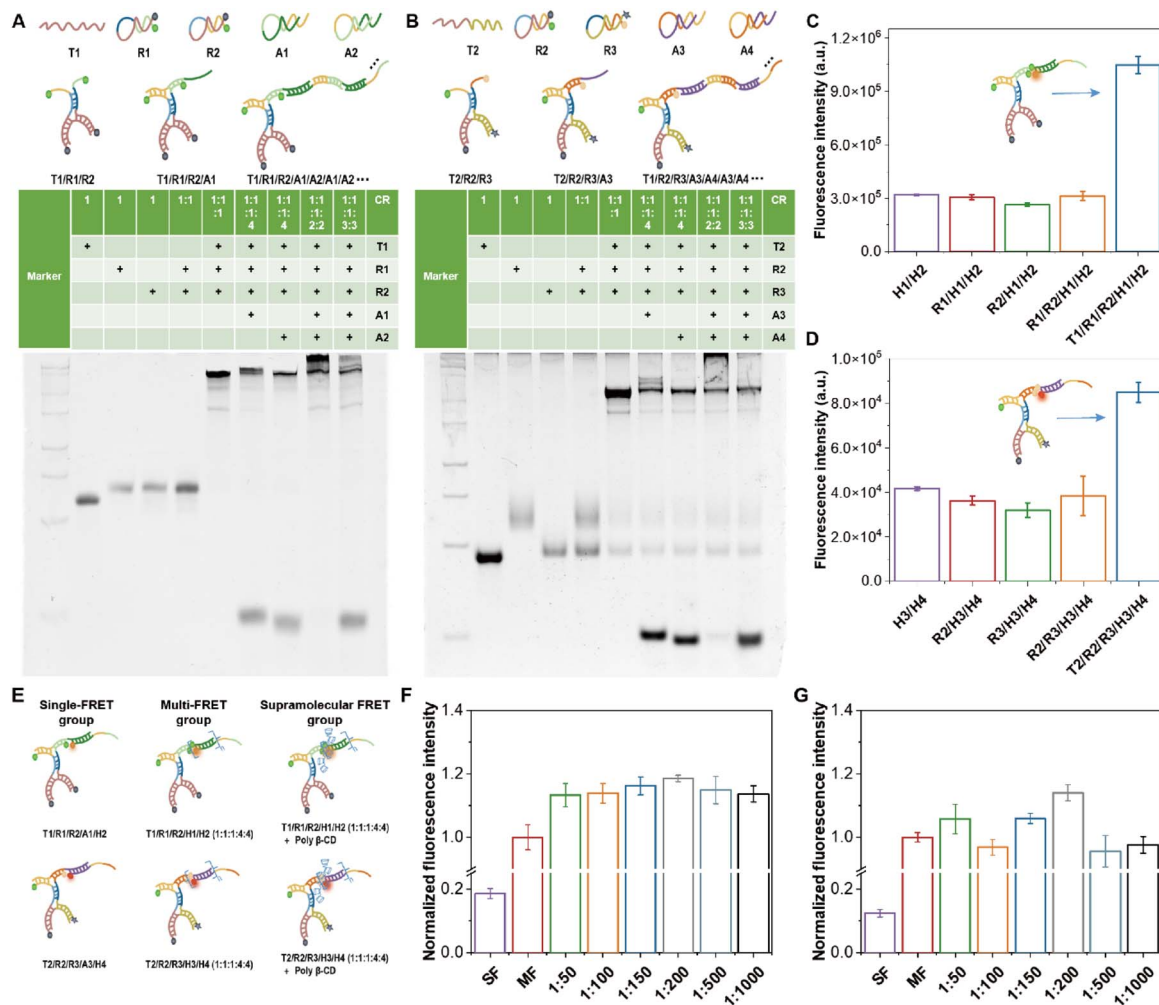 A
T1 R1 R2 A1 A2
T1/R1/R2 T1/R1/R2/A1 T1/R1/R2/A1/A2/A1/A2 •••
Marker 1 1 1 1:1 1:1:1 1:1:1:4 1:1:1:4 1:1:1:2:2 1:1:1:3:3 CR
+ + + + + + T1
+ + + + + + + R1
+ + + + + + + R2
+ + + A1
+ + + A2
B
T2 R2 R3 A3 A4
T2/R2/R3 T2/R2/R3/A3 T1/R2/R3/A3/A4/A3/A4 •••
Marker 1 1 1 1:1 1:1:1 1:1:1:4 1:1:1:4 1:1:1:2:2 1:1:1:3:3 CR
+ + + + + + T2
+ + + + + + + R2
+ + + + + + + R3
+ + + A3
+ + + A4
C
Fluorescence intensity (a.u.)
1.2×10⁶
9.0×10⁵
6.0×10⁵
3.0×10⁵
0.0
H1/H2 R1/H1/H2 R2/H1/H2 R1/R2/H1/H2 T1/R1/R2/H1/H2
D
Fluorescence intensity (a.u.)
1.0×10⁵
8.0×10⁴
6.0×10⁴
4.0×10⁴
2.0×10⁴
0.0
H3/H4 R2/H3/H4 R3/H3/H4 R2/R3/H3/H4 T2/R2/R3/H3/H4
E
Single-FRET group
Multi-FRET group
Supramolecular FRET group
T1/R1/R2/A1/H2
T1/R1/R2/H1/H2 (1:1:1:4:4)
T1/R1/R2/H1/H2 (1:1:1:4:4)
+ Poly β-CD
T2/R2/R3/A3/H4
T2/R2/R3/H3/H4 (1:1:1:4:4)
T2/R2/R3/H3/H4 (1:1:1:4:4)
+ Poly β-CD
F
Normalized fluorescence intensity
1.4
1.2
1.0
0.2
0.0
SF MF 1:50 1:100 1:150 1:200 1:500 1:1000
G
Normalized fluorescence intensity
1.4
1.2
1.0
0.2
0.0
SF MF 1:50 1:100 1:150 1:200 1:500 1:1000